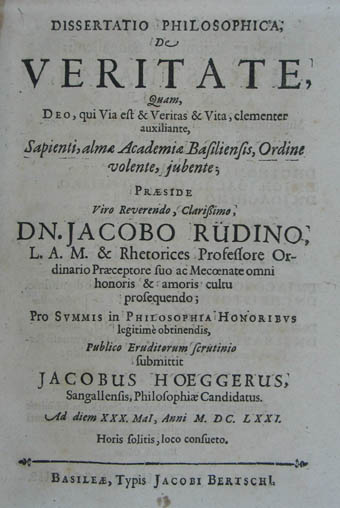 DISSERTATIO PHILOSOPHICA,
De
VERITATE,
Quam,
DEO, qui Via est & Veritas & Vita, clementer
auxiliante,
Sapienti, almæ Academiæ Basiliensis, Ordine
volente, jubente;
PRÆSIDE
Viro Reverendo, Clarißimo,
DN. JACOBO RÜDINO,
L. A. M. & Rhetorices Professore Or-
dinario Præceptore suo ac Mecœnate omni
honoris & amoris cultu
prosequendo;
Pro SVMMIS in PHILOSOPHIA HONORIBVS
legitimè obtinendis,
Publico Eruditorum scrutinio
submittit
JACOBUS HOEGGERUS,
Sangallensis, Philosophiæ Candidatus.
Ad diem XXX. MaI, Anni M. DC. LXXI.
Horis solitis, loco consueto.
BASILEÆ, Typis JACOBI BERTSCHI.